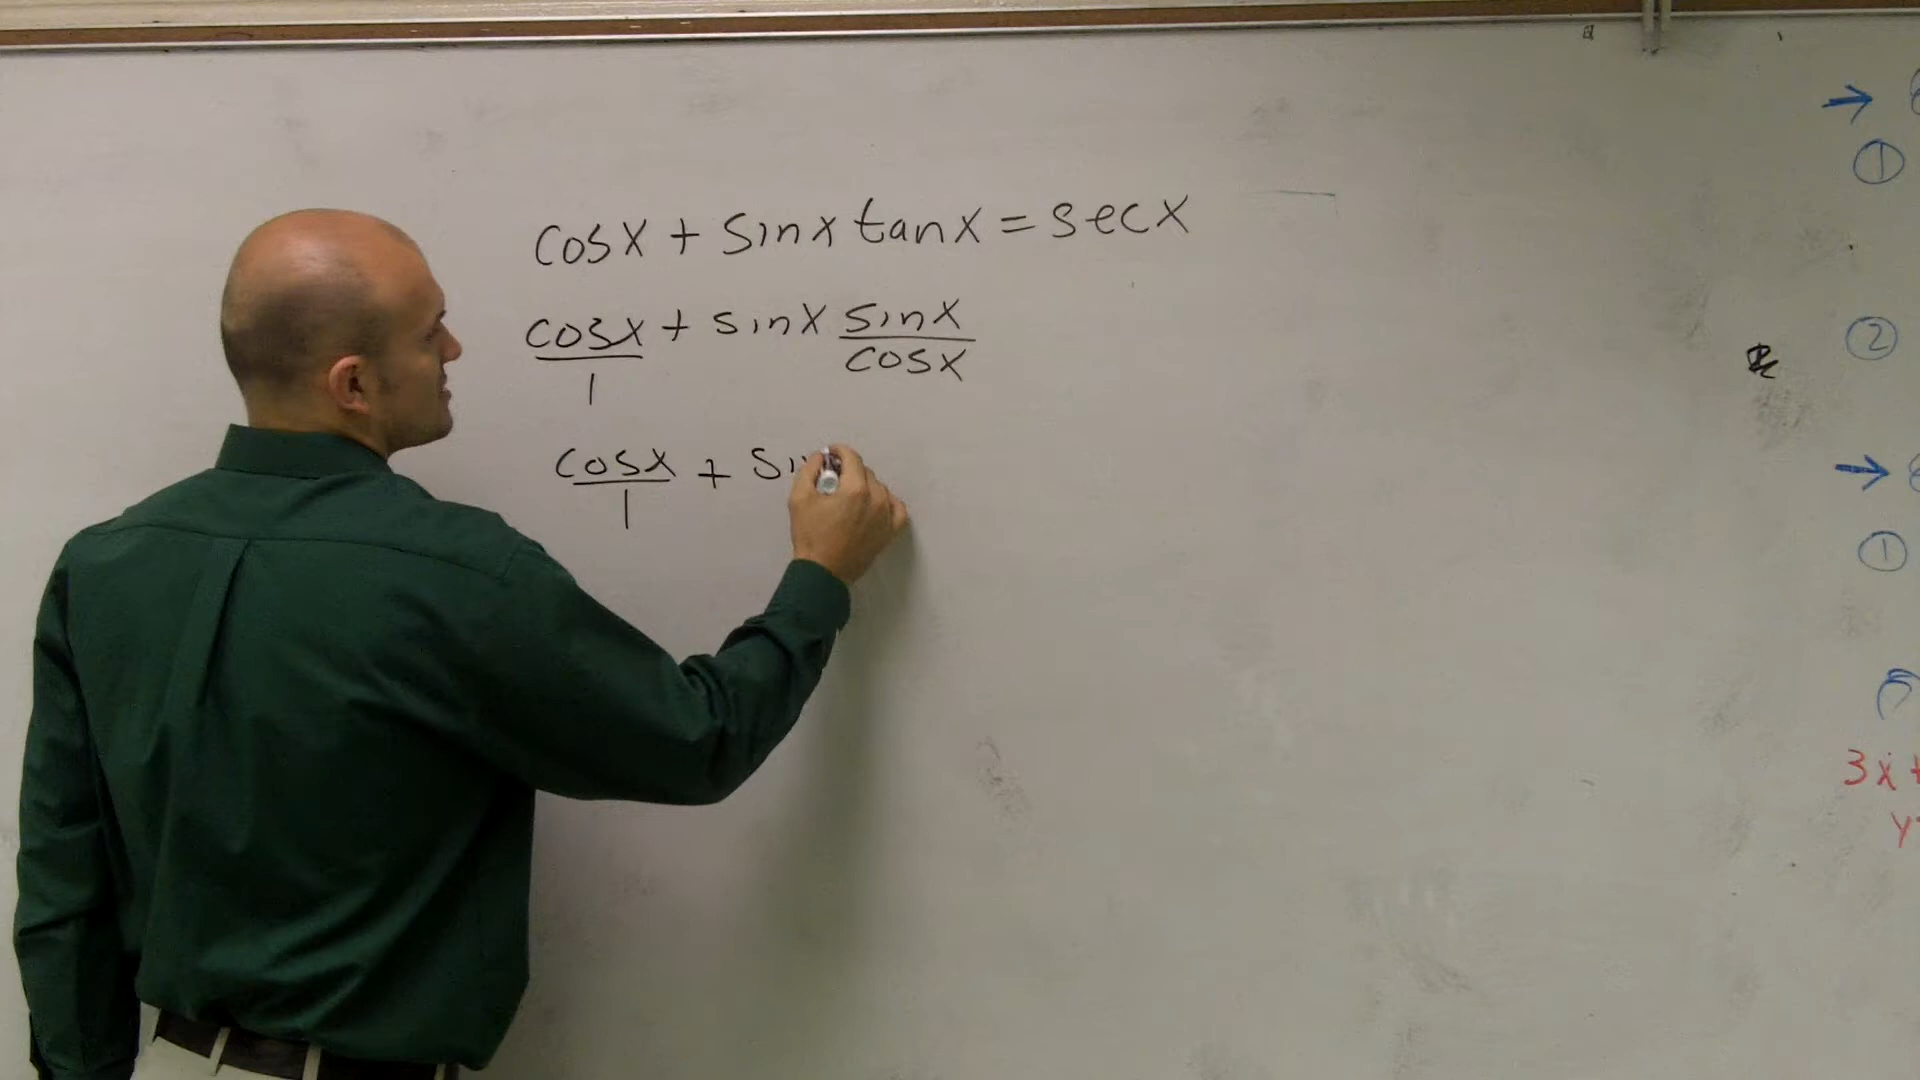 cosx + sinx tanx = secx
cosx/1 + sinx sinx/cosx
cosx/1 + si
→
①
②
→
①
3x +
y